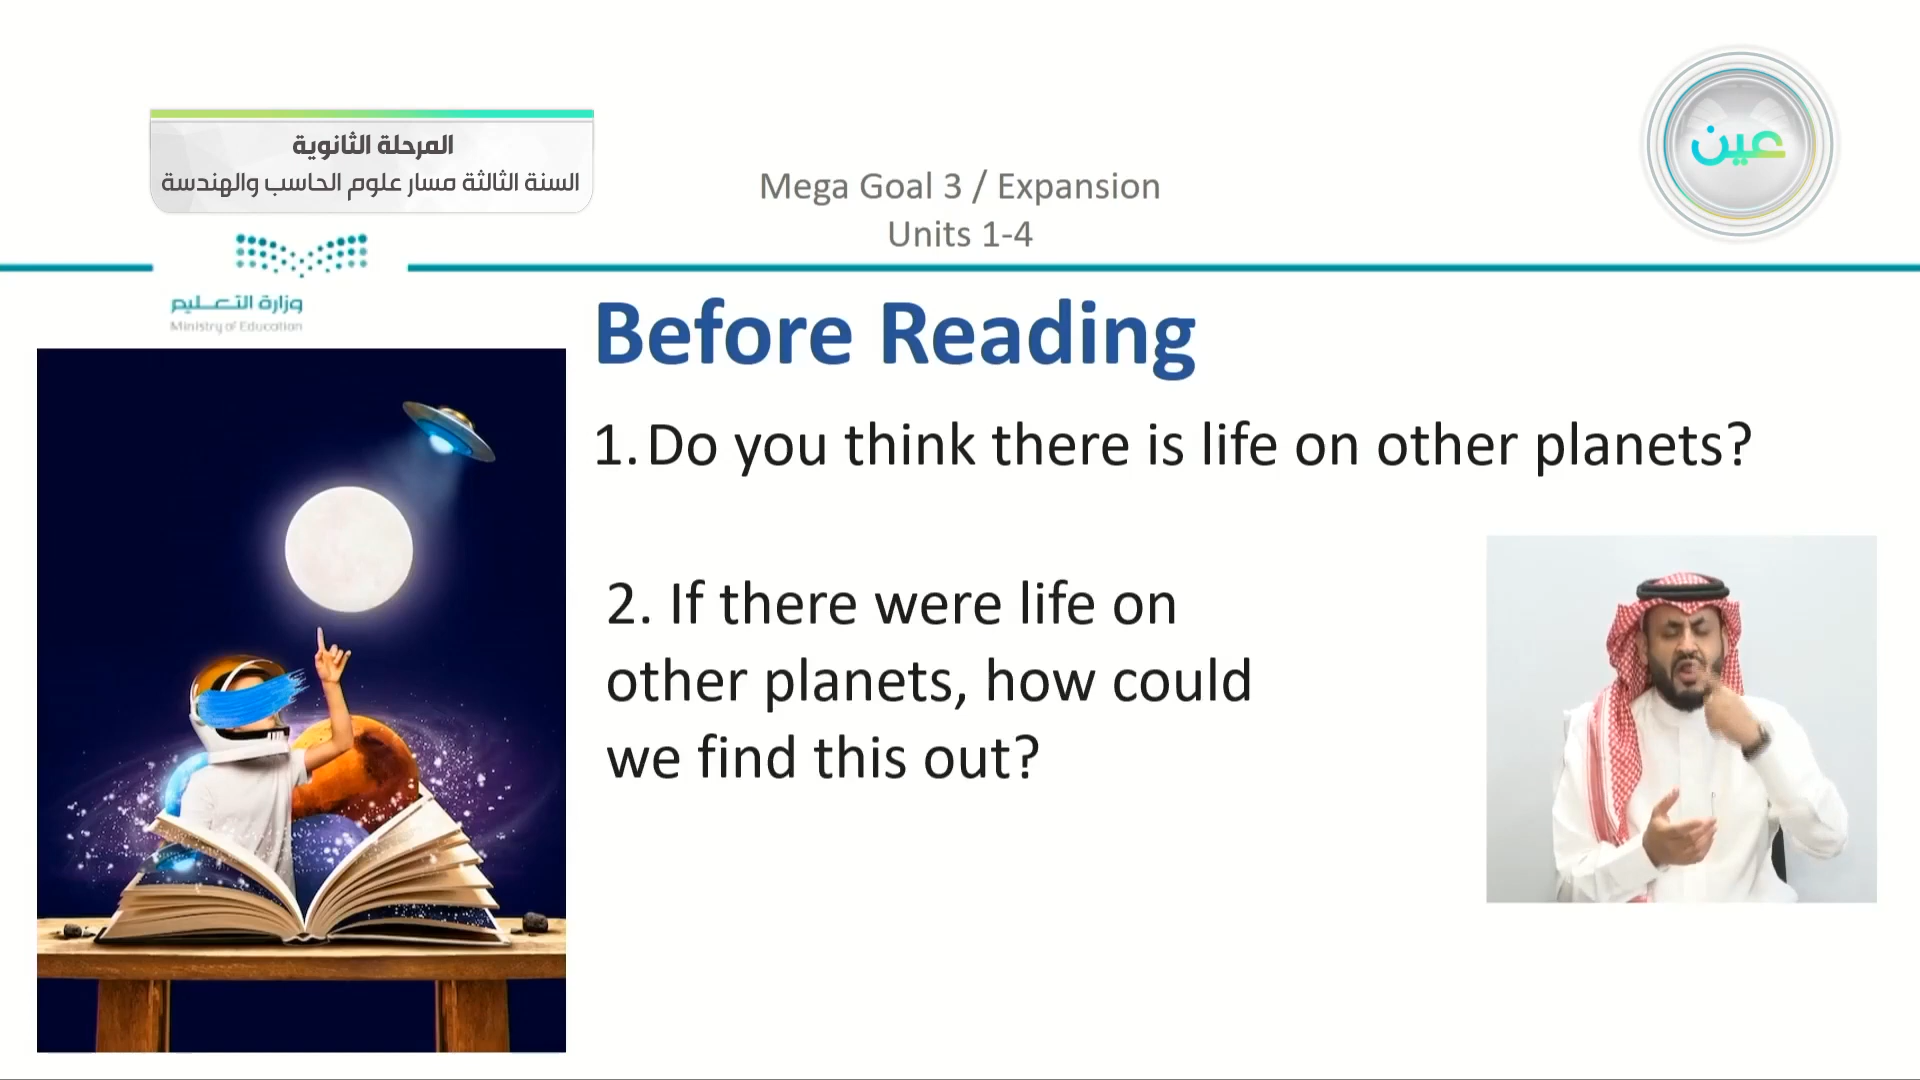 المرحلة الثانوية
السنة الثالثة مسار علوم الحاسب والهندسة
عين
Mega Goal 3 / Expansion
Units 1-4
وزارة التعليم
Ministry of Education
Before Reading
1. Do you think there is life on other planets?
2. If there were life on
other planets, how could
we find this out?